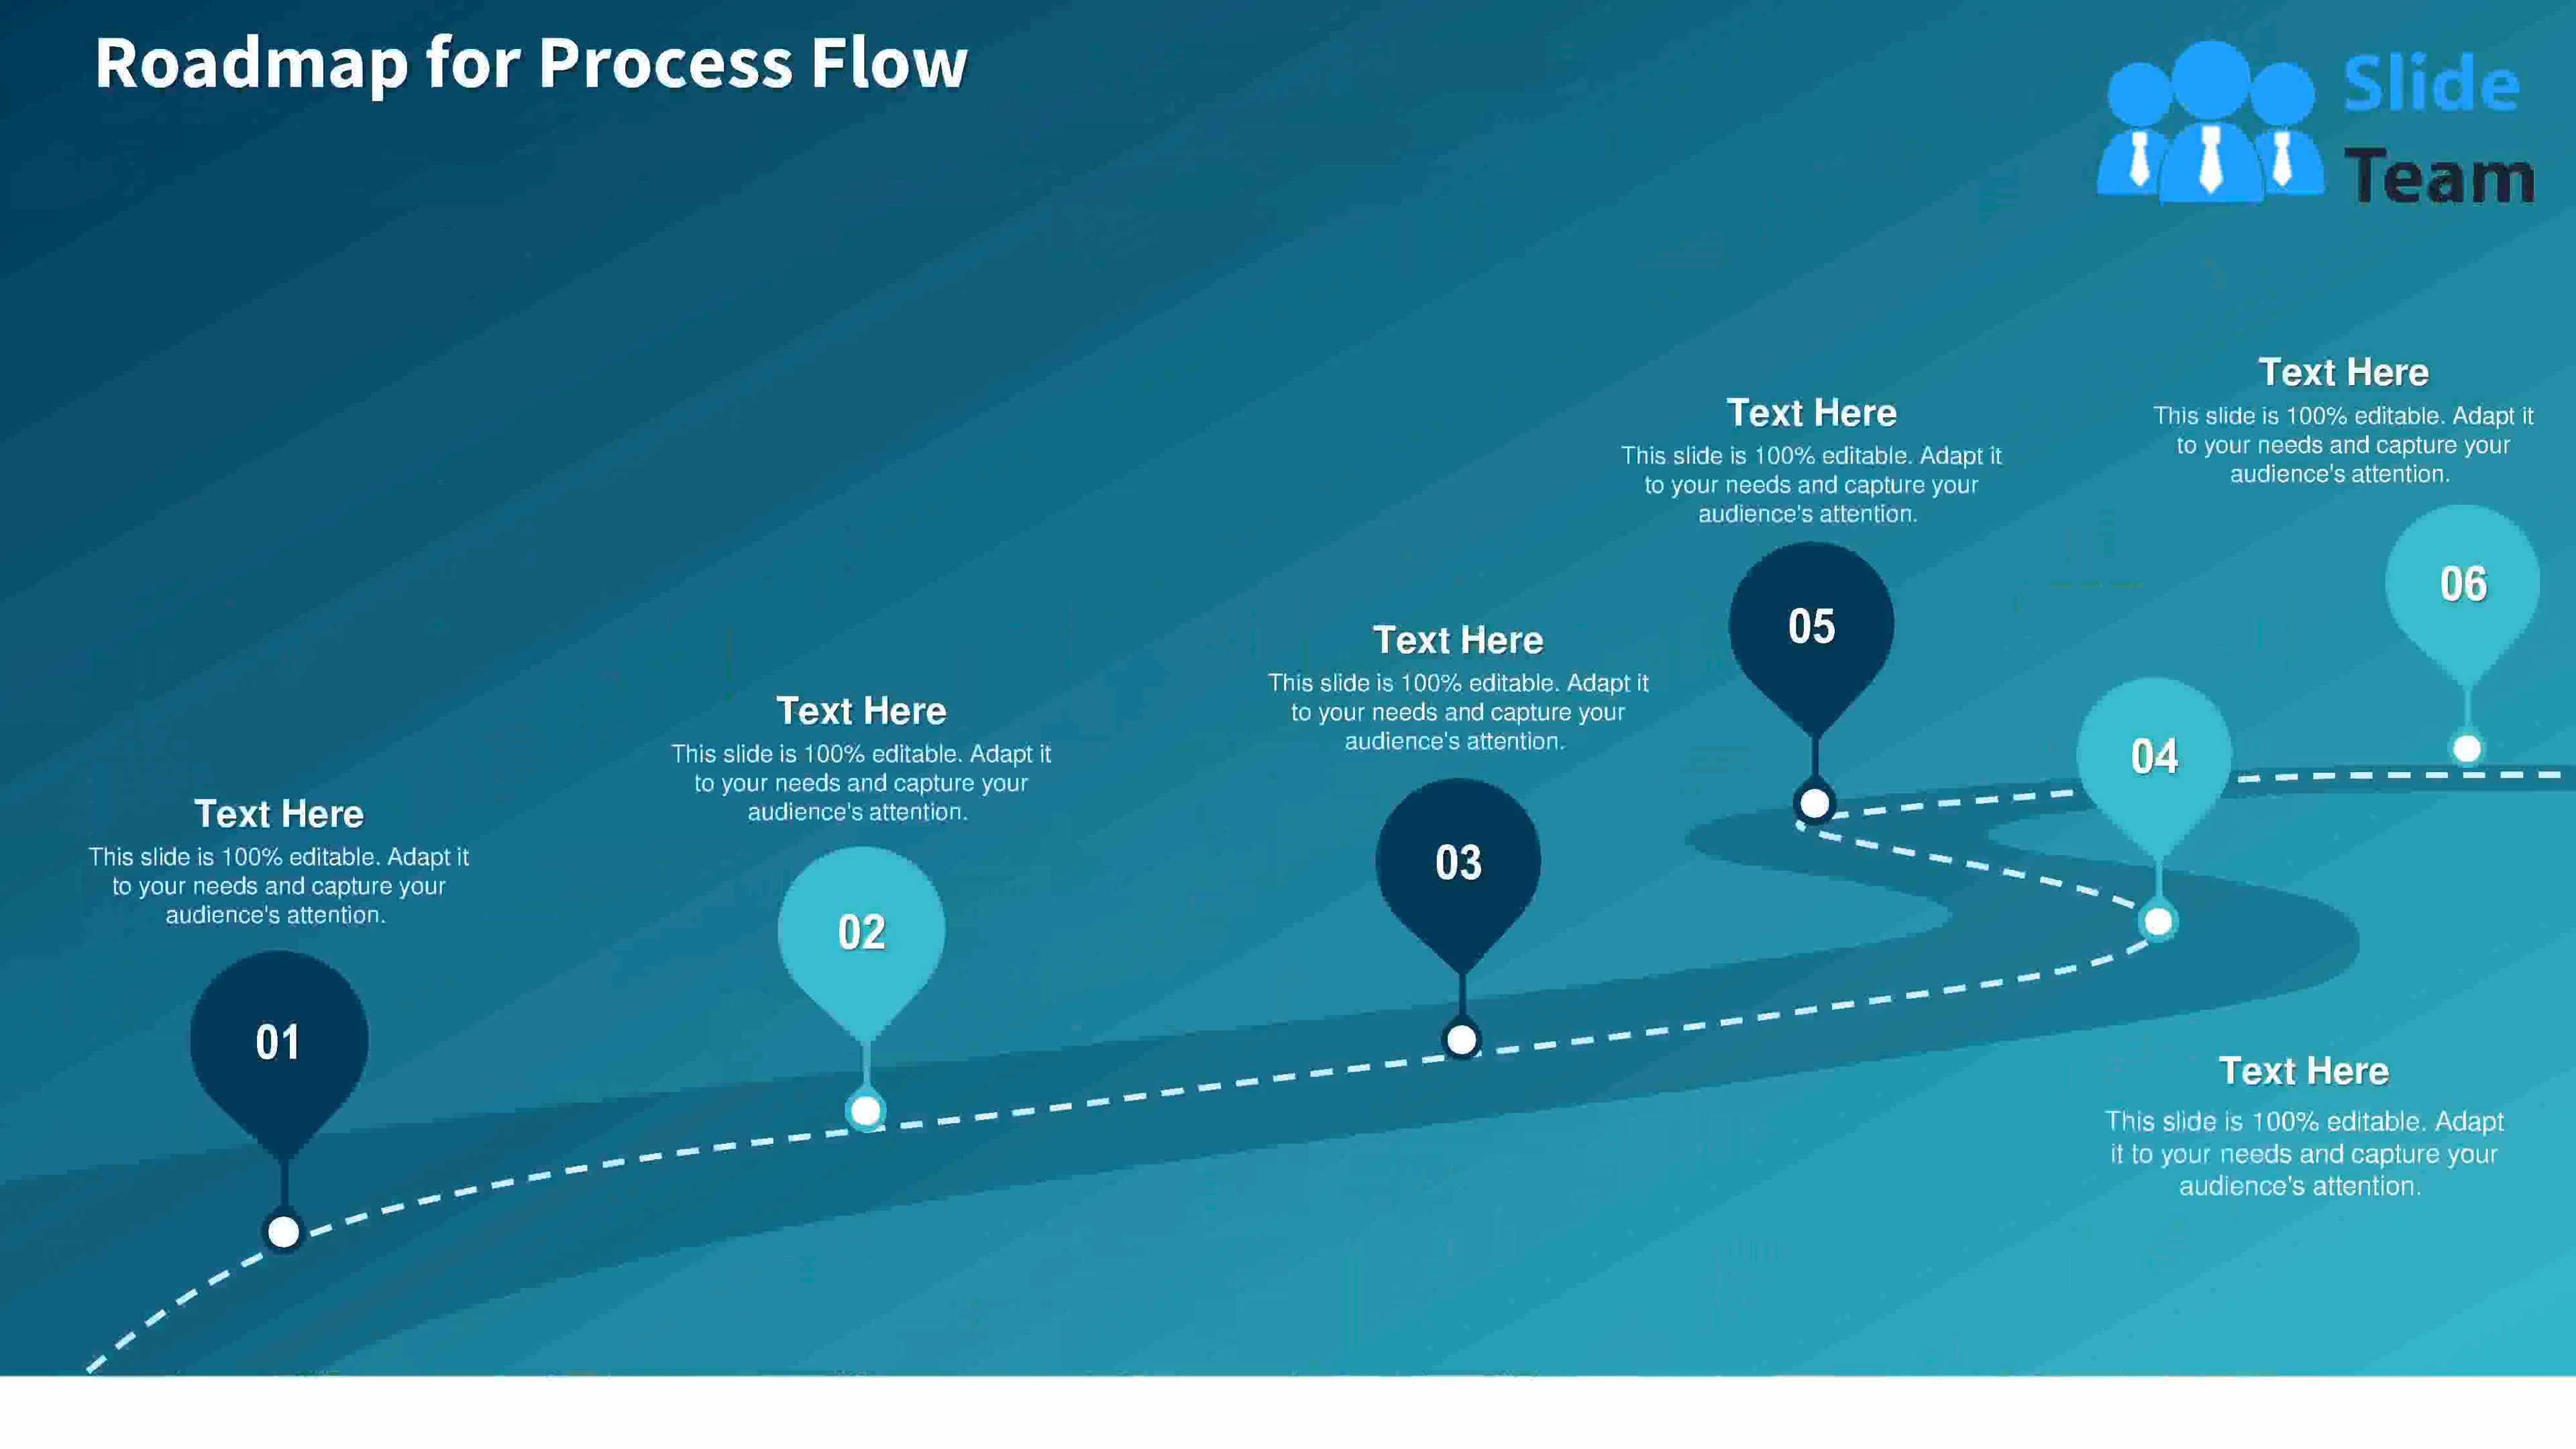 Roadmap for Process Flow
Slide
Team
Text Here
This slide is 100% editable. Adapt it
to your needs and capture your
audience's attention.
01
Text Here
This slide is 100% editable. Adapt it
to your needs and capture your
audience's attention.
02
Text Here
This slide is 100% editable. Adapt it
to your needs and capture your
audience's attention.
03
04
Text Here
This slide is 100% editable. Adapt
it to your needs and capture your
audience's attention.
Text Here
This slide is 100% editable. Adapt it
to your needs and capture your
audience's attention.
05
Text Here
This slide is 100% editable. Adapt it
to your needs and capture your
audience's attention.
06